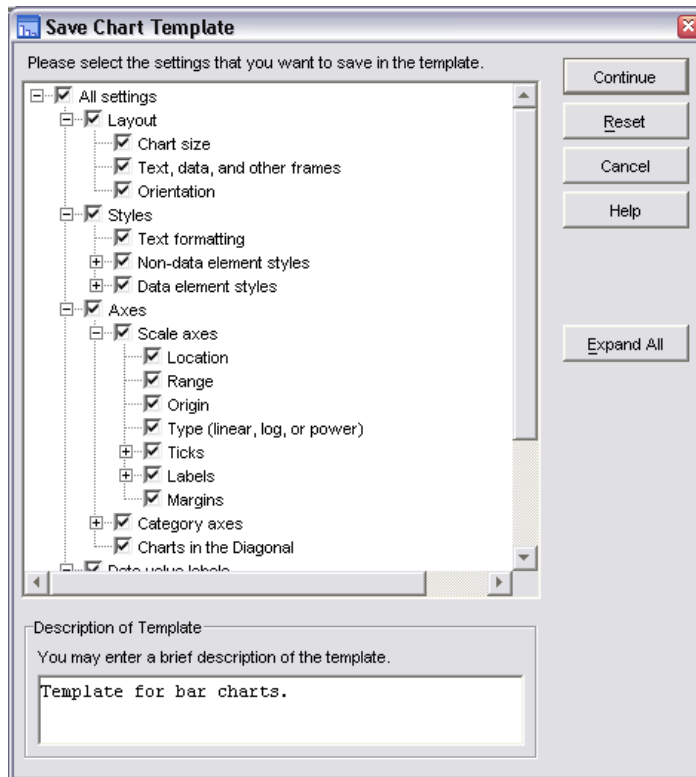 Save Chart Template
Please select the settings that you want to save in the template.
All settings
Layout
Chart size
Text, data, and other frames
Orientation
Styles
Text formatting
Non-data element styles
Data element styles
Axes
Scale axes
Location
Range
Origin
Type (linear, log, or power)
Ticks
Labels
Margins
Category axes
Charts in the Diagonal
Data value labels
Continue
Reset
Cancel
Help
Expand All
Description of Template
You may enter a brief description of the template.
Template for bar charts.